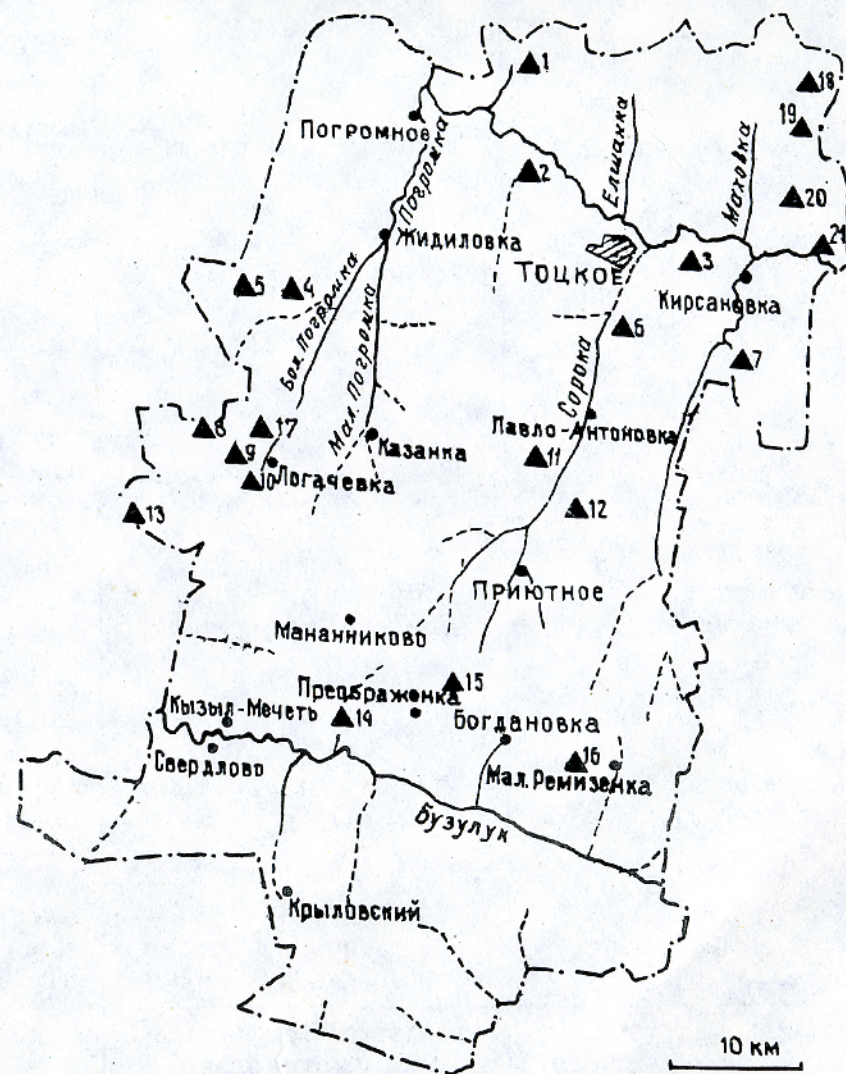 1
18
19
Погромное
Елшанка
Маховка
2
20
Погромка
21
Жидиловка
Тоцкое
3
Кирсановка
5
4
Бол. Погромка
Мал. Погромка
6
Сорока
7
8
17
Павло-Антоновка
9
Казанка
11
10
Логачевка
12
13
Приютное
Мананниково
15
Преображенка
Кызыл-Мечеть
14
Богдановка
Свердлово
16
Мал. Ремизенка
Бузулук
Крыловский
10 км